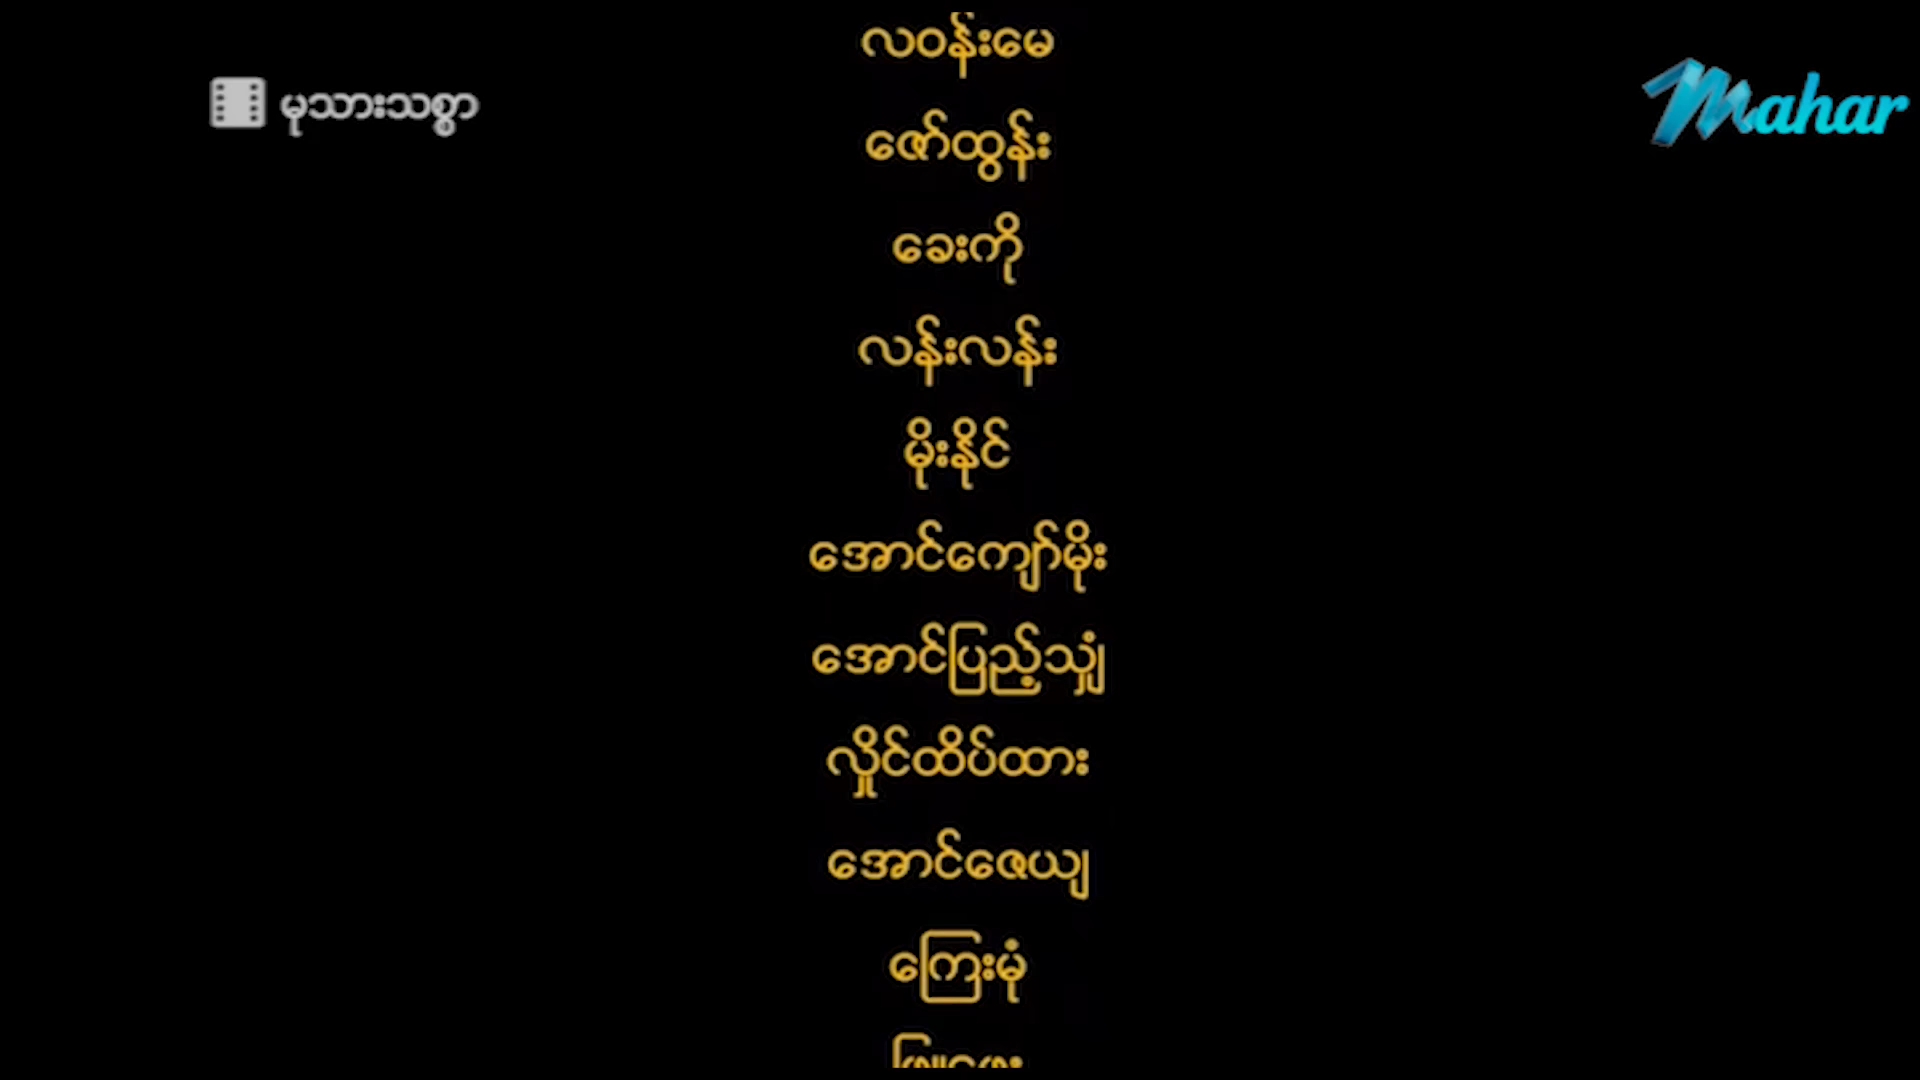 လဝန်းမေ
မုသားသစ္စာ
Mahar
ဇော်ထွန်း
ခေးကို
လန်းလန်း
မိုးနိုင်
အောင်ကျော်မိုး
အောင်ပြည့်သျှံ
လှိုင်ထိပ်ထား
အောင်ဇေယျ
ကြေးမုံ